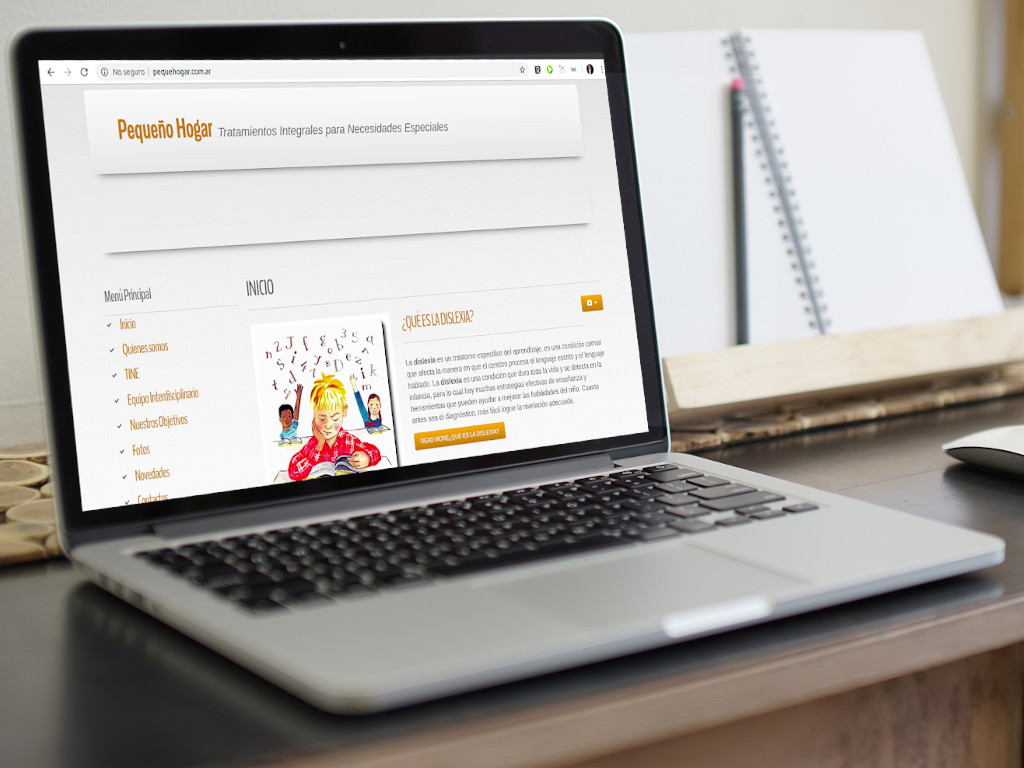 No seguro | pequehogar.com.ar
Pequeño Hogar Tratamientos Integrales para Necesidades Especiales
Menú Principal
Inicio
Quienes somos
TINE
Equipo Interdisciplinario
Nuestros Objetivos
Fotos
Novedades
Contactos
INICIO
¿QUÉ ES LA DISLEXIA?
La dislexia es un trastorno específico del aprendizaje, es una condición común
que afecta la manera en que el cerebro procesa el lenguaje escrito y el lenguaje
hablado. La dislexia es una condición que dura toda la vida y se detecta en la
infancia, para lo cual hay muchas estrategias efectivas de enseñanza y
herramientas que pueden ayudar a mejorar las habilidades del niño. Cuanto
antes sea el diagnóstico, más fácil lograr la nivelación adecuada.
READ MORE¿QUÉ ES LA DISLEXIA?